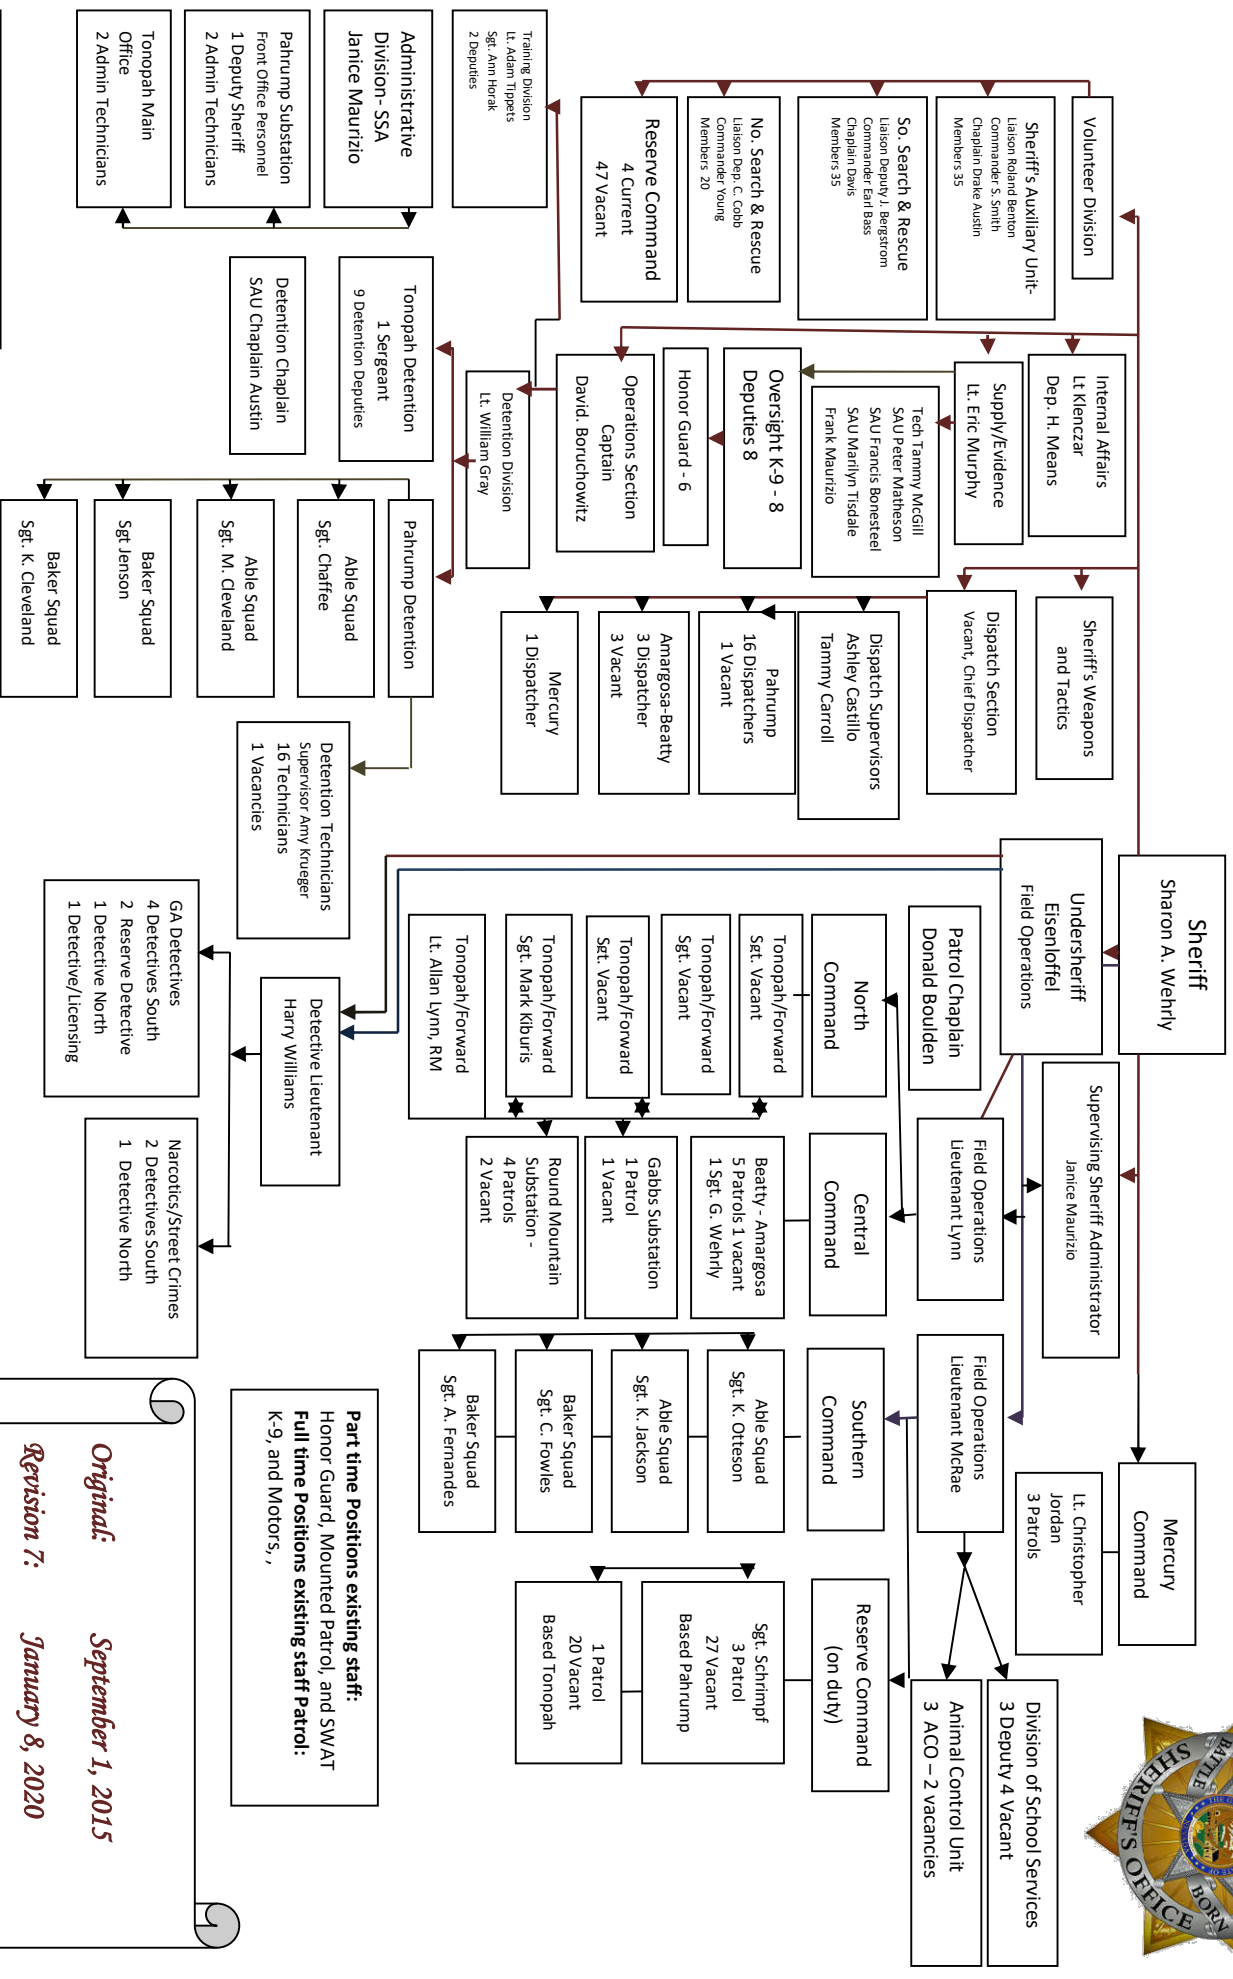 Sheriff
Sharon A. Wehrly
Undersheriff
Eisenloffel
Field Operations
Supervising Sheriff Administrator
Janice Maurizio
Mercury
Command
Lt. Christopher
Jordan
3 Patrols
Volunteer Division
Sheriff's Auxiliary Unit-
Liaison Roland Benton
Commander S. Smith
Chaplain Drake Austin
Members 35
So. Search & Rescue
Liaison Deputy J. Bergstrom
Commander Earl Bass
Chaplain Davis
Members 35
No. Search & Rescue
Liaison Dep. C. Cobb
Commander Young
Members 20
Reserve Command
4 Current
47 Vacant
Training Division
Lt. Adam Tippets
Sgt. Ann Horak
2 Deputies
Administrative
Division- SSA
Janice Maurizio
Pahrump Substation
Front Office Personnel
1 Deputy Sheriff
2 Admin Technicians
Tonopah Main
Office
2 Admin Technicians
Internal Affairs
Lt Klenczar
Dep. H. Means
Supply/Evidence
Lt. Eric Murphy
Tech Tammy McGill
SAU Peter Matheson
SAU Francis Bonesteel
SAU Marilyn Tisdale
Frank Maurizio
Oversight K-9 - 8
Deputies 8
Honor Guard - 6
Operations Section
Captain
David. Boruchowitz
Detention Division
Lt. William Gray
Tonopah Detention
1 Sergeant
9 Detention Deputies
Detention Chaplain
SAU Chaplain Austin
Pahrump Detention
Able Squad
Sgt. Chaffee
Able Squad
Sgt. M. Cleveland
Baker Squad
Sgt Jenson
Baker Squad
Sgt. K. Cleveland
Sheriff's Weapons
and Tactics
Dispatch Section
Vacant, Chief Dispatcher
Dispatch Supervisors
Ashley Castillo
Tammy Carroll
Pahrump
16 Dispatchers
1 Vacant
Amargosa-Beatty
3 Dispatcher
3 Vacant
Mercury
1 Dispatcher
Detention Technicians
Supervisor Amy Krueger
16 Technicians
1 Vacancies
Patrol Chaplain
Donald Boulden
North
Command
Tonopah/Forward
Sgt. Vacant
Tonopah/Forward
Sgt. Vacant
Tonopah/Forward
Sgt. Vacant
Tonopah/Forward
Sgt. Mark Kiburis
Tonopah/Forward
Lt. Allan Lynn, RM
Detective Lieutenant
Harry Williams
GA Detectives
4 Detectives South
2 Reserve Detective
1 Detective North
1 Detective/Licensing
Narcotics/Street Crimes
2 Detectives South
1 Detective North
Field Operations
Lieutenant Lynn
Central
Command
Beatty - Amargosa
5 Patrols 1 vacant
1 Sgt. G. Wehrly
Gabbs Substation
1 Patrol
1 Vacant
Round Mountain
Substation -
4 Patrols
2 Vacant
Field Operations
Lieutenant McRae
Southern
Command
Able Squad
Sgt. K. Otteson
Able Squad
Sgt. K. Jackson
Baker Squad
Sgt. C. Fowles
Baker Squad
Sgt. A. Fernandes
Division of School Services
3 Deputy 4 Vacant
Animal Control Unit
3 ACO – 2 vacancies
Reserve Command
(on duty)
Sgt. Schrimpf
3 Patrol
27 Vacant
Based Pahrump
1 Patrol
20 Vacant
Based Tonopah
Part time Positions existing staff:
Honor Guard, Mounted Patrol, and SWAT
Full time Positions existing staff Patrol:
K-9, and Motors, ,
Original: September 1, 2015
Revision 7: January 8, 2020
BATTLE
BORN
SHERIFF'S OFFICE